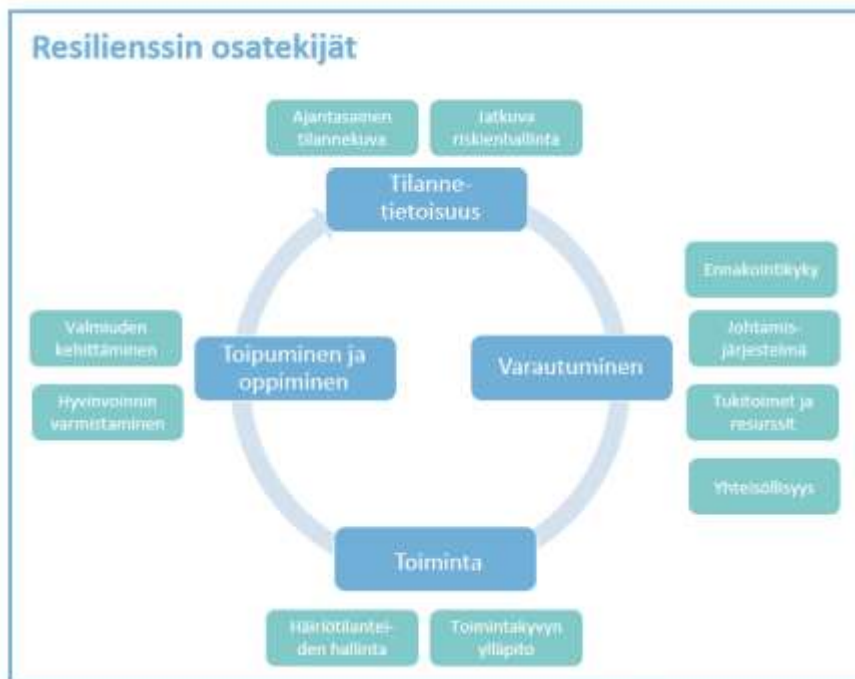 Resilienssin osatekijät
Ajantasainen
tilannekuva
Jatkuva
riskienhallinta
Tilanne-
tietoisuus
Ennakointikyky
Johtamis-
järjestelmä
Varautuminen
Tukitoimet ja
resurssit
Yhteisöllisyys
Valmiuden
kehittäminen
Toipuminen ja
oppiminen
Hyvinvoinnin
varmistaminen
Toiminta
Häiriötilantei-
den hallinta
Toimintakyvyn
ylläpito